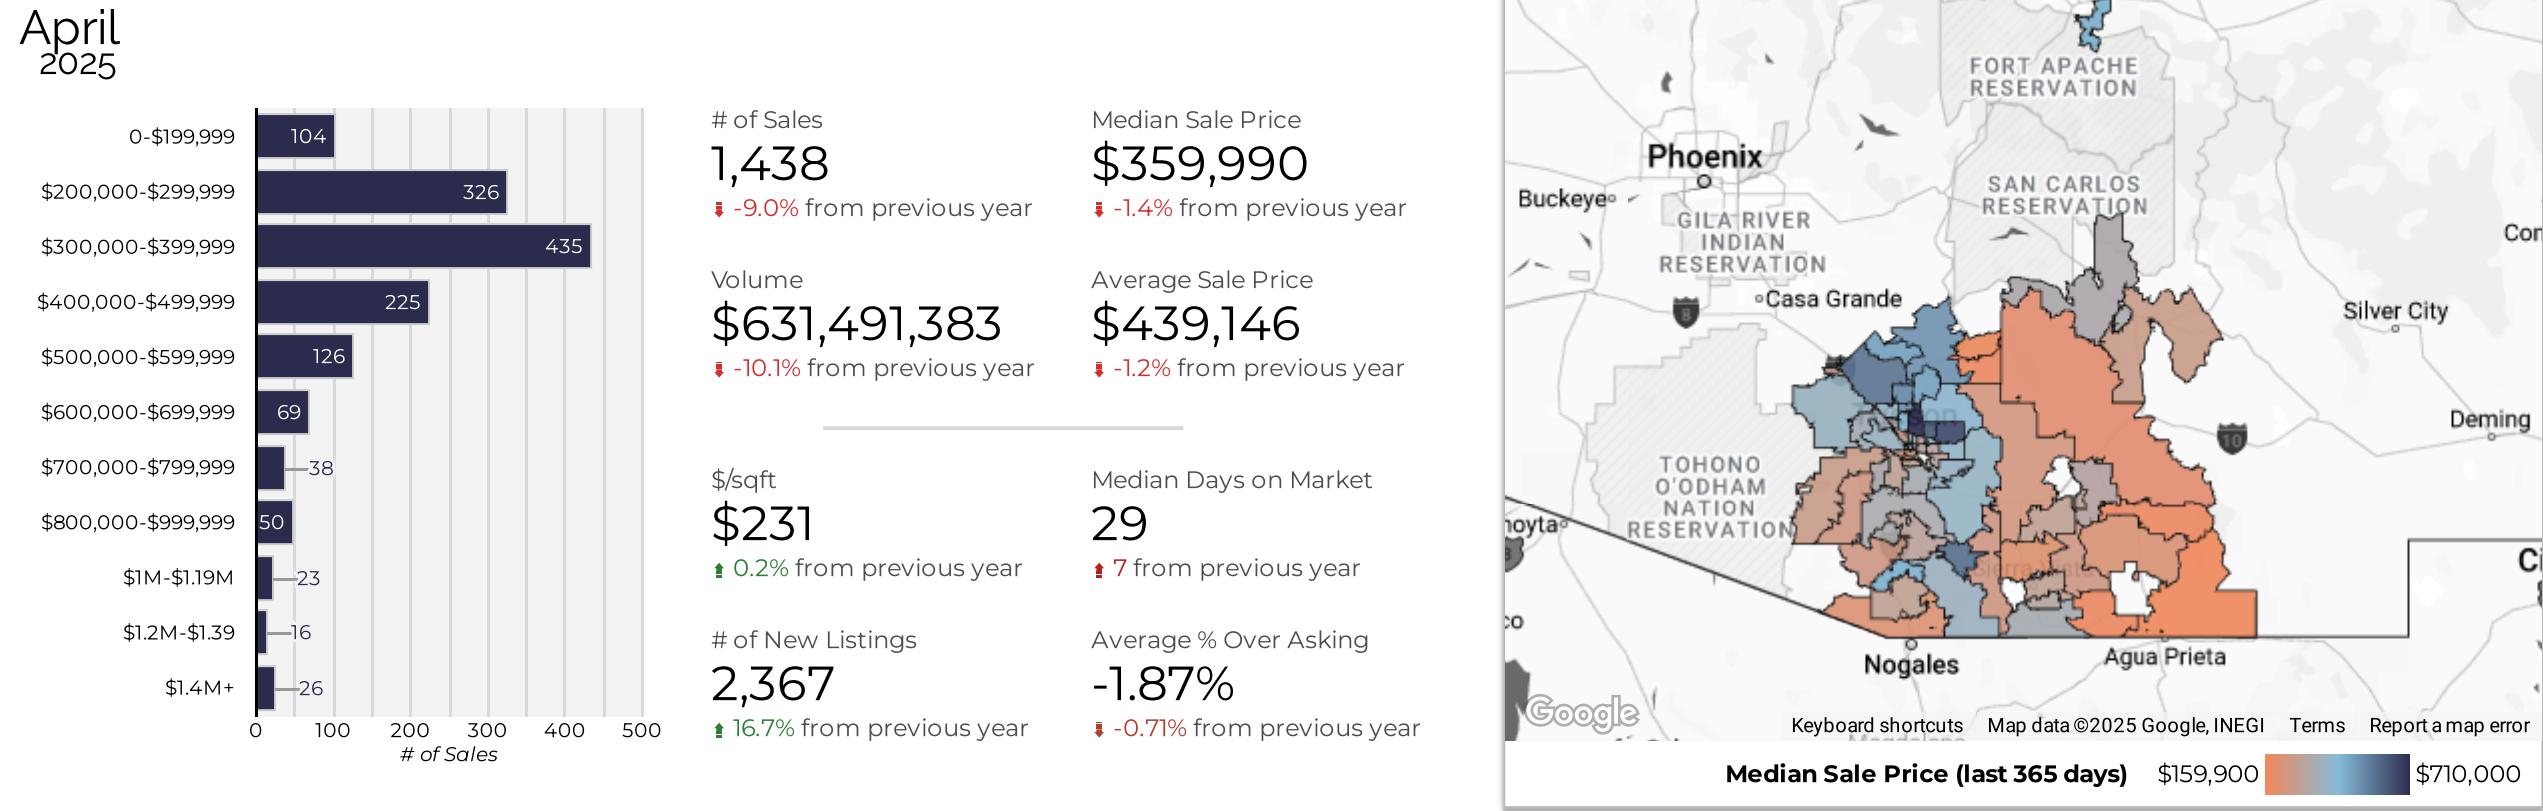 April
2025
0-$199,999
104
$200,000-$299,999
326
$300,000-$399,999
435
$400,000-$499,999
225
$500,000-$599,999
126
$600,000-$699,999
69
$700,000-$799,999
38
$800,000-$999,999
50
$1M-$1.19M
23
$1.2M-$1.39
16
$1.4M+
26
0 100 200 300 400 500
# of Sales
# of Sales
1,438
-9.0% from previous year
Median Sale Price
$359,990
-1.4% from previous year
Volume
$631,491,383
-10.1% from previous year
Average Sale Price
$439,146
-1.2% from previous year
$/sqft
$231
0.2% from previous year
Median Days on Market
29
7 from previous year
# of New Listings
2,367
16.7% from previous year
Average % Over Asking
-1.87%
-0.71% from previous year
FORT APACHE
RESERVATION
Phoenix
Buckeye
SAN CARLOS
RESERVATION
GILA RIVER
INDIAN
RESERVATION
Casa Grande
8
Silver City
Deming
10
TOHONO
O'ODHAM
NATION
RESERVATION
Sierra Vista
Nogales
Agua Prieta
Google
Keyboard shortcuts Map data ©2025 Google, INEGI Terms Report a map error
Median Sale Price (last 365 days) $159,900 $710,000